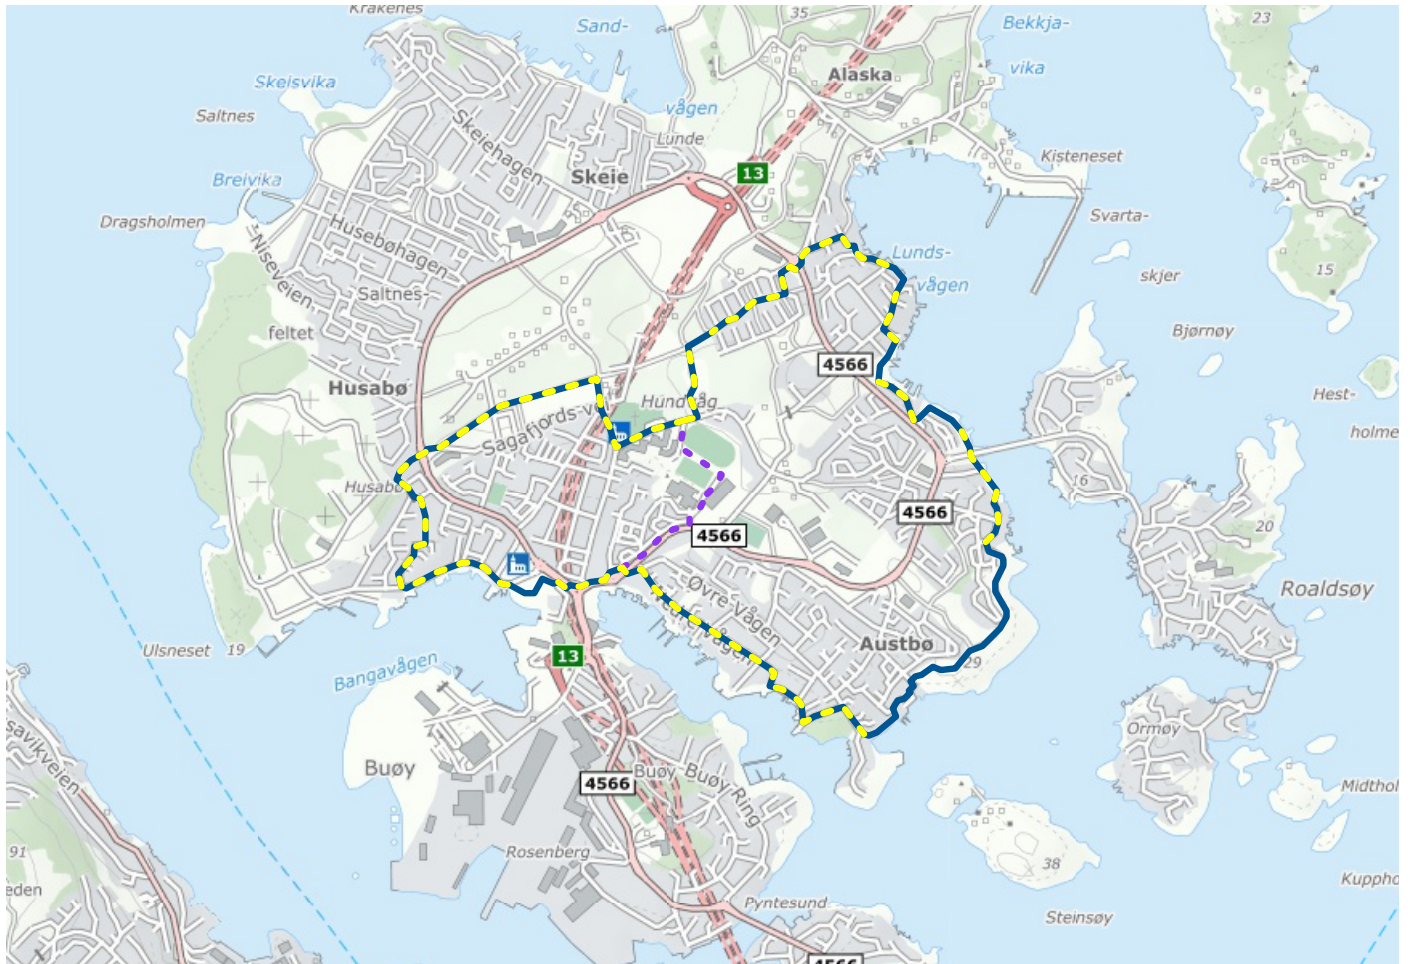 Kråkenes
Sand-
35
Bekkja-
23
Alaska
vika
Skeisvika
vågen
Saltnes
Skeiehagen
Lunde
Kisteneset
13
Skeie
Breivika
Svarta-
Dragsholmen
Husebøhagen
Niseveien
Lunds-
vågen
skjer
15
Saltnes-
feltet
Bjørnøy
4566
Husabø
Hundvåg
Hest-
Sagafjords-v
holme
Husabø
16
4566
20
4566
Øvre-Vågen
Roaldsøy
Austbø
Ulsneset
19
13
29
Bangavågen
Ormøy
savikveien
Buøy
4566
Buøy
Buøy-Ring
Midthol
91
Rosenberg
38
eden
Kuppho
Pyntesund
Steinsøy
4566